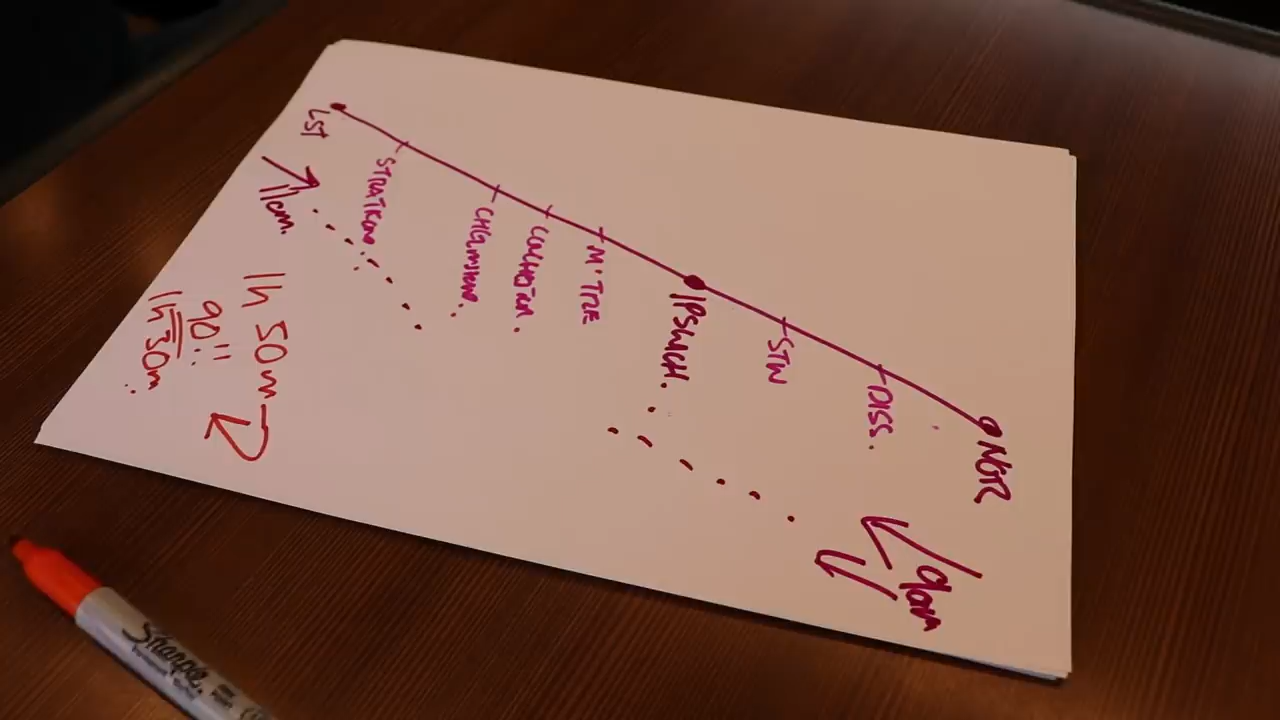 LST
STRATFORD
CHELMSFORD.
COLCHESTER.
M'TREE
IPSWICH.
STW
DISS.
NOR
11am.
9am
1h 50m
90!!
1h 30m
Sharpie.